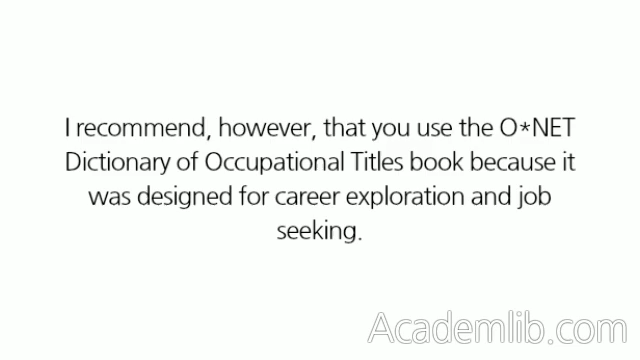 I recommend, however, that you use the O*NET
Dictionary of Occupational Titles book because it
was designed for career exploration and job
seeking.
Academlib.com